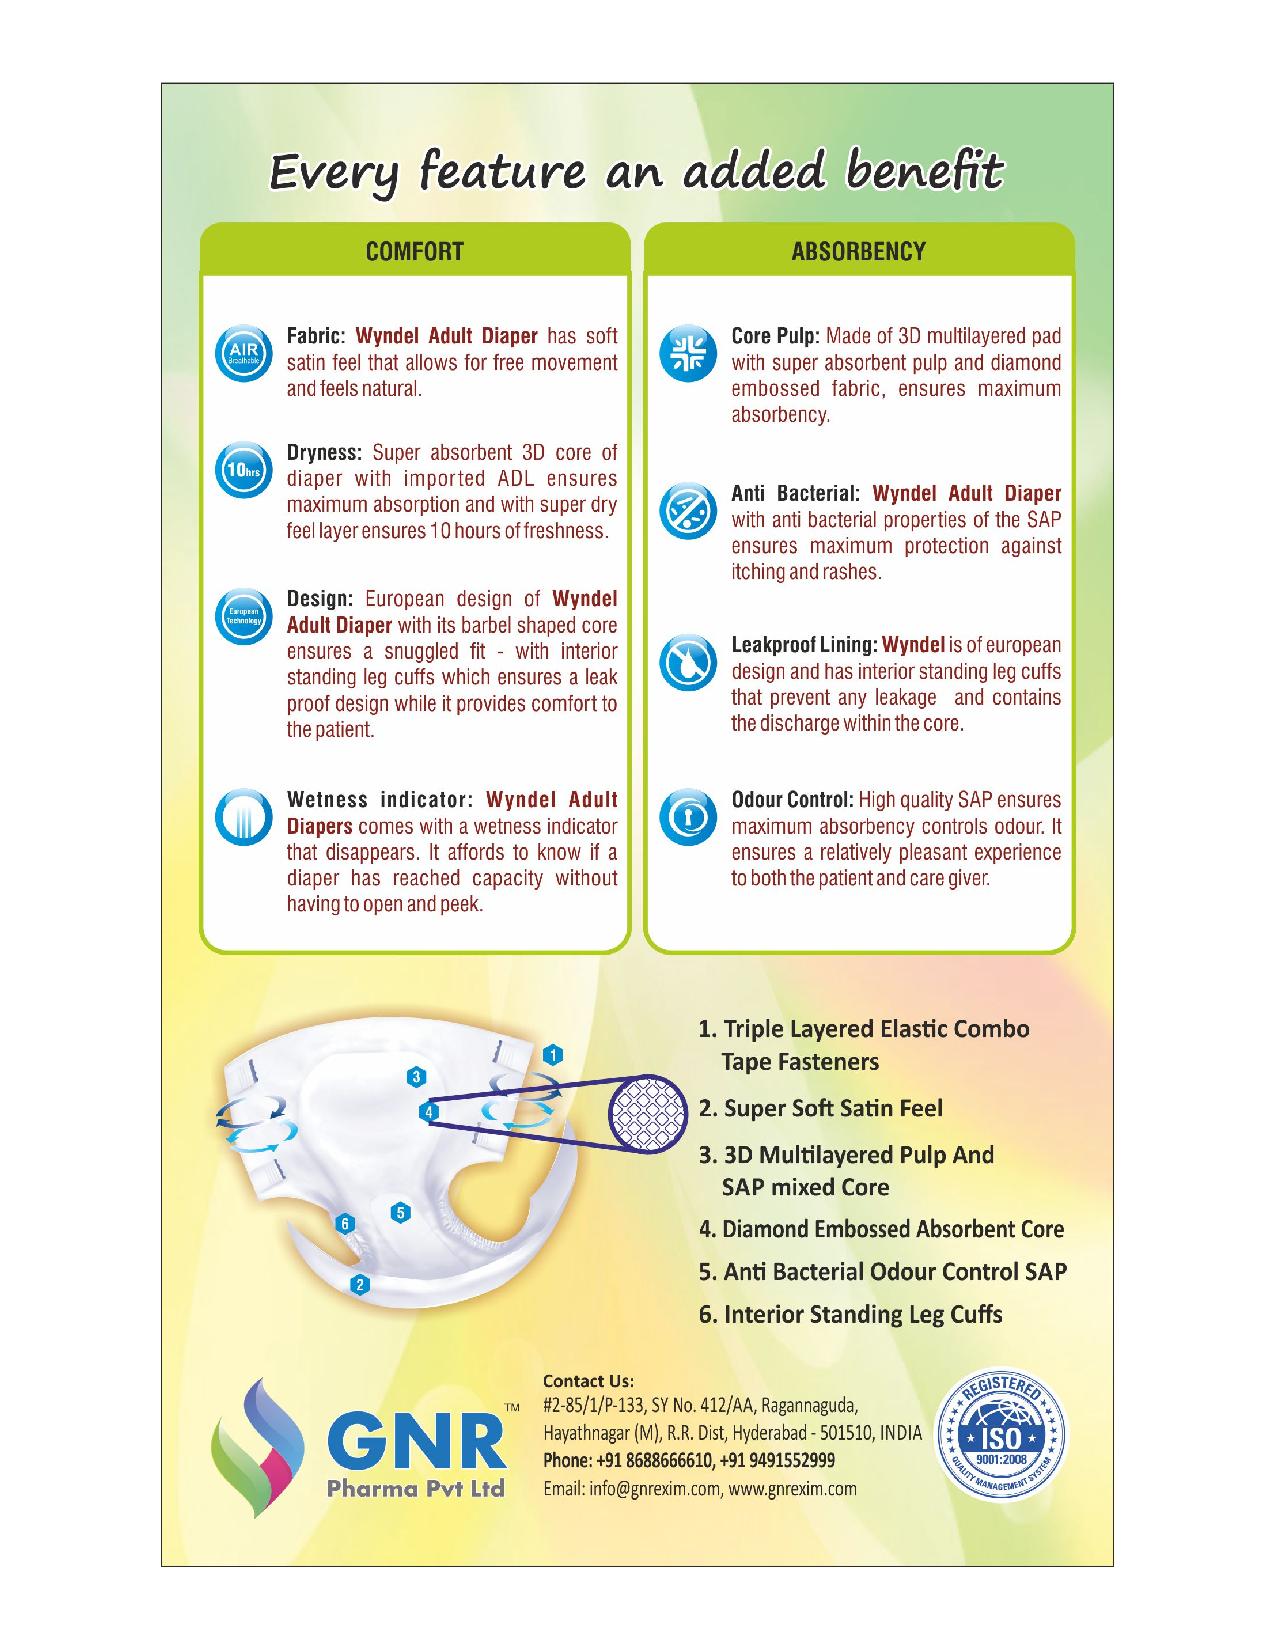 Every feature an added benefit
COMFORT
AIR
Breathable
Fabric: Wyndel Adult Diaper has soft
satin feel that allows for free movement
and feels natural.
10hrs
Dryness: Super absorbent 3D core of
diaper with imported ADL ensures
maximum absorption and with super dry
feel layer ensures 10 hours of freshness.
European
Technology
Design: European design of Wyndel
Adult Diaper with its barbel shaped core
ensures a snuggled fit - with interior
standing leg cuffs which ensures a leak
proof design while it provides comfort to
the patient.
Wetness indicator: Wyndel Adult
Diapers comes with a wetness indicator
that disappears. It affords to know if a
diaper has reached capacity without
having to open and peek.
ABSORBENCY
Core Pulp: Made of 3D multilayered pad
with super absorbent pulp and diamond
embossed fabric, ensures maximum
absorbency.
Anti Bacterial: Wyndel Adult Diaper
with anti bacterial properties of the SAP
ensures maximum protection against
itching and rashes.
Leakproof Lining: Wyndel is of european
design and has interior standing leg cuffs
that prevent any leakage and contains
the discharge within the core.
Odour Control: High quality SAP ensures
maximum absorbency controls odour. It
ensures a relatively pleasant experience
to both the patient and care giver.
1
3
4
5
6
2
1. Triple Layered Elastic Combo
Tape Fasteners
2. Super Soft Satin Feel
3. 3D Multilayered Pulp And
SAP mixed Core
4. Diamond Embossed Absorbent Core
5. Anti Bacterial Odour Control SAP
6. Interior Standing Leg Cuffs
GNR TM
Pharma Pvt Ltd
Contact Us:
#2-85/1/P-133, SY No. 412/AA, Ragannaguda,
Hayathnagar (M), R.R. Dist, Hyderabad - 501510, INDIA
Phone: +91 8688666610, +91 9491552999
Email: info@gnrexim.com, www.gnrexim.com
REGISTERED
ISO
9001:2008
QUALITY MANAGEMENT SYSTEM